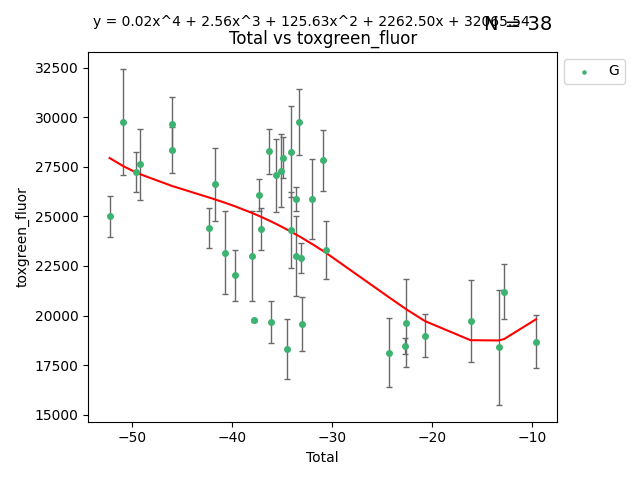 y = 0.02x^4 + 2.56x^3 + 125.63x^2 + 2262.50x + 32065.54
N = 38
Total vs toxgreen_fluor
G
toxgreen_fluor
32500
30000
27500
25000
22500
20000
17500
15000
−50
−40
−30
−20
−10
Total